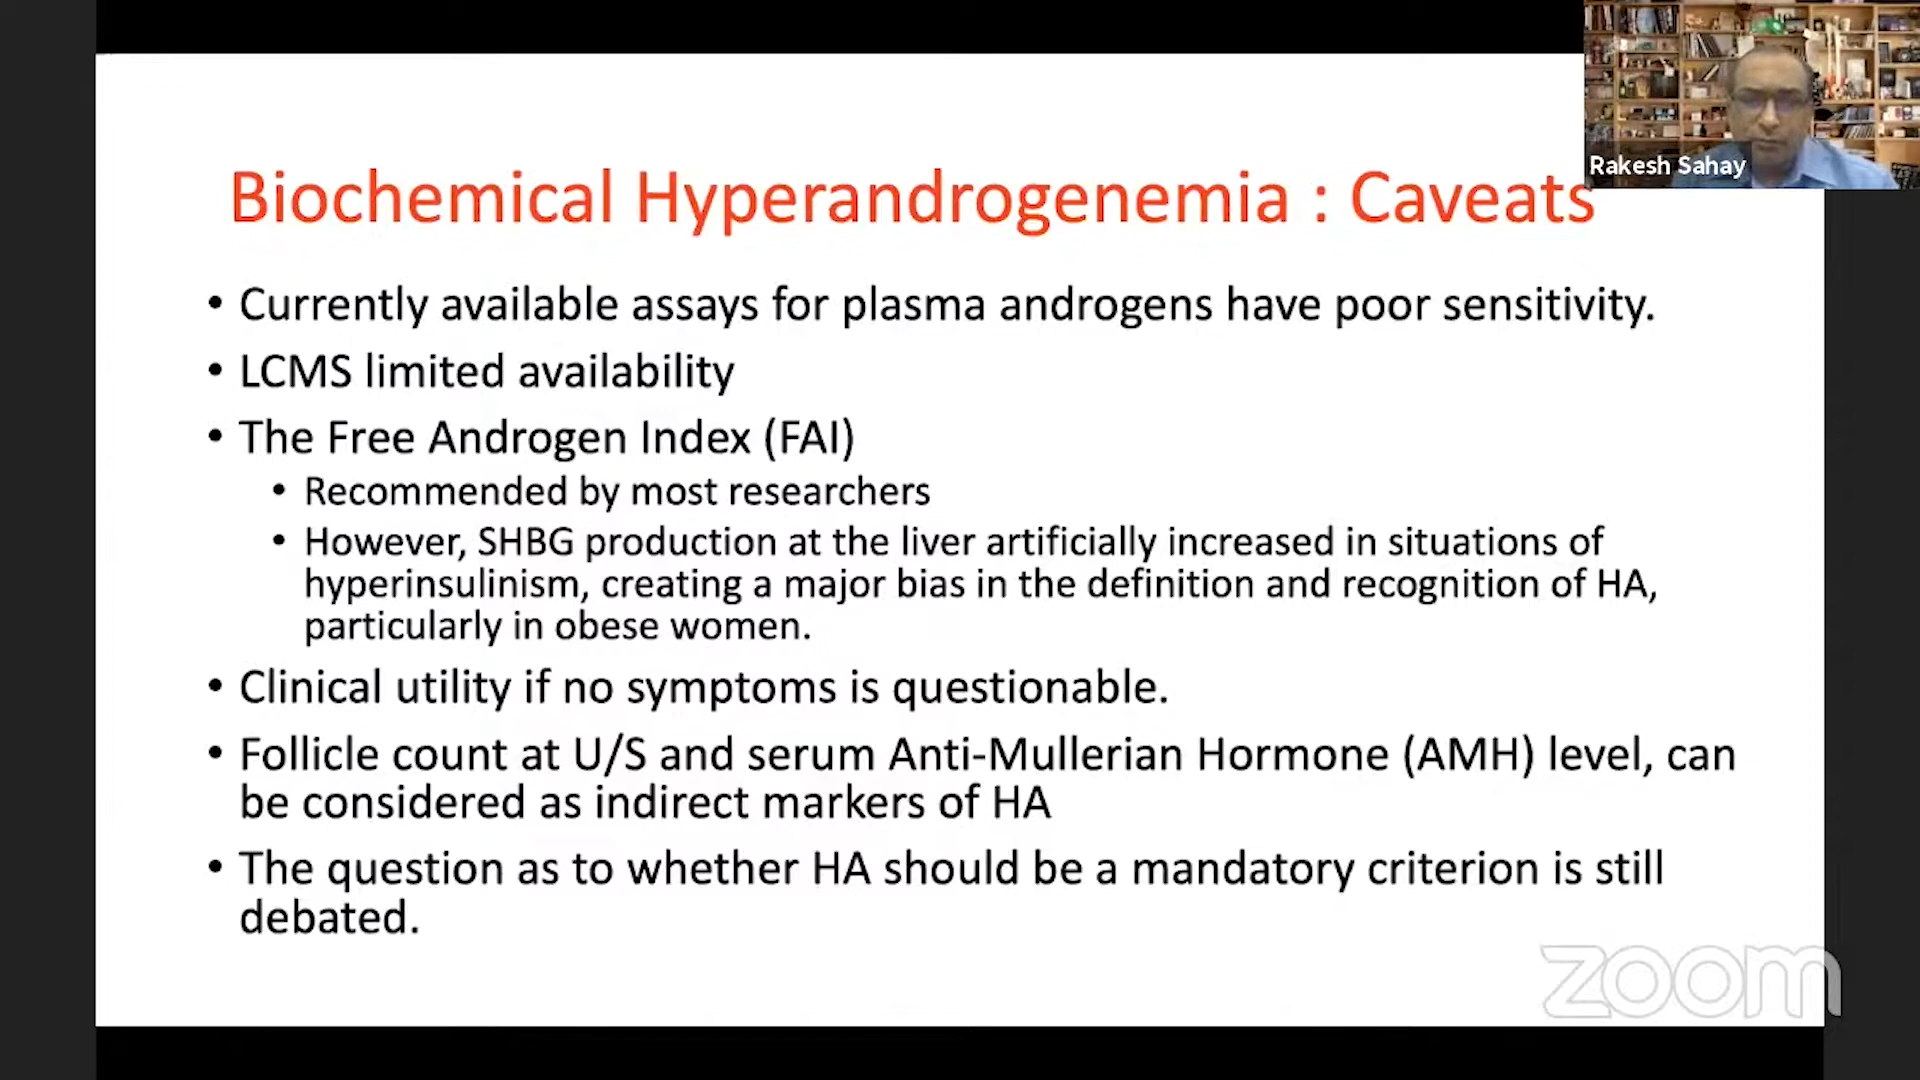 Rakesh Sahay
Biochemical Hyperandrogenemia : Caveats
• Currently available assays for plasma androgens have poor sensitivity.
• LCMS limited availability
• The Free Androgen Index (FAI)
• Recommended by most researchers
• However, SHBG production at the liver artificially increased in situations of
hyperinsulinism, creating a major bias in the definition and recognition of HA,
particularly in obese women.
• Clinical utility if no symptoms is questionable.
• Follicle count at U/S and serum Anti-Mullerian Hormone (AMH) level, can
be considered as indirect markers of HA
• The question as to whether HA should be a mandatory criterion is still
debated.
zoom